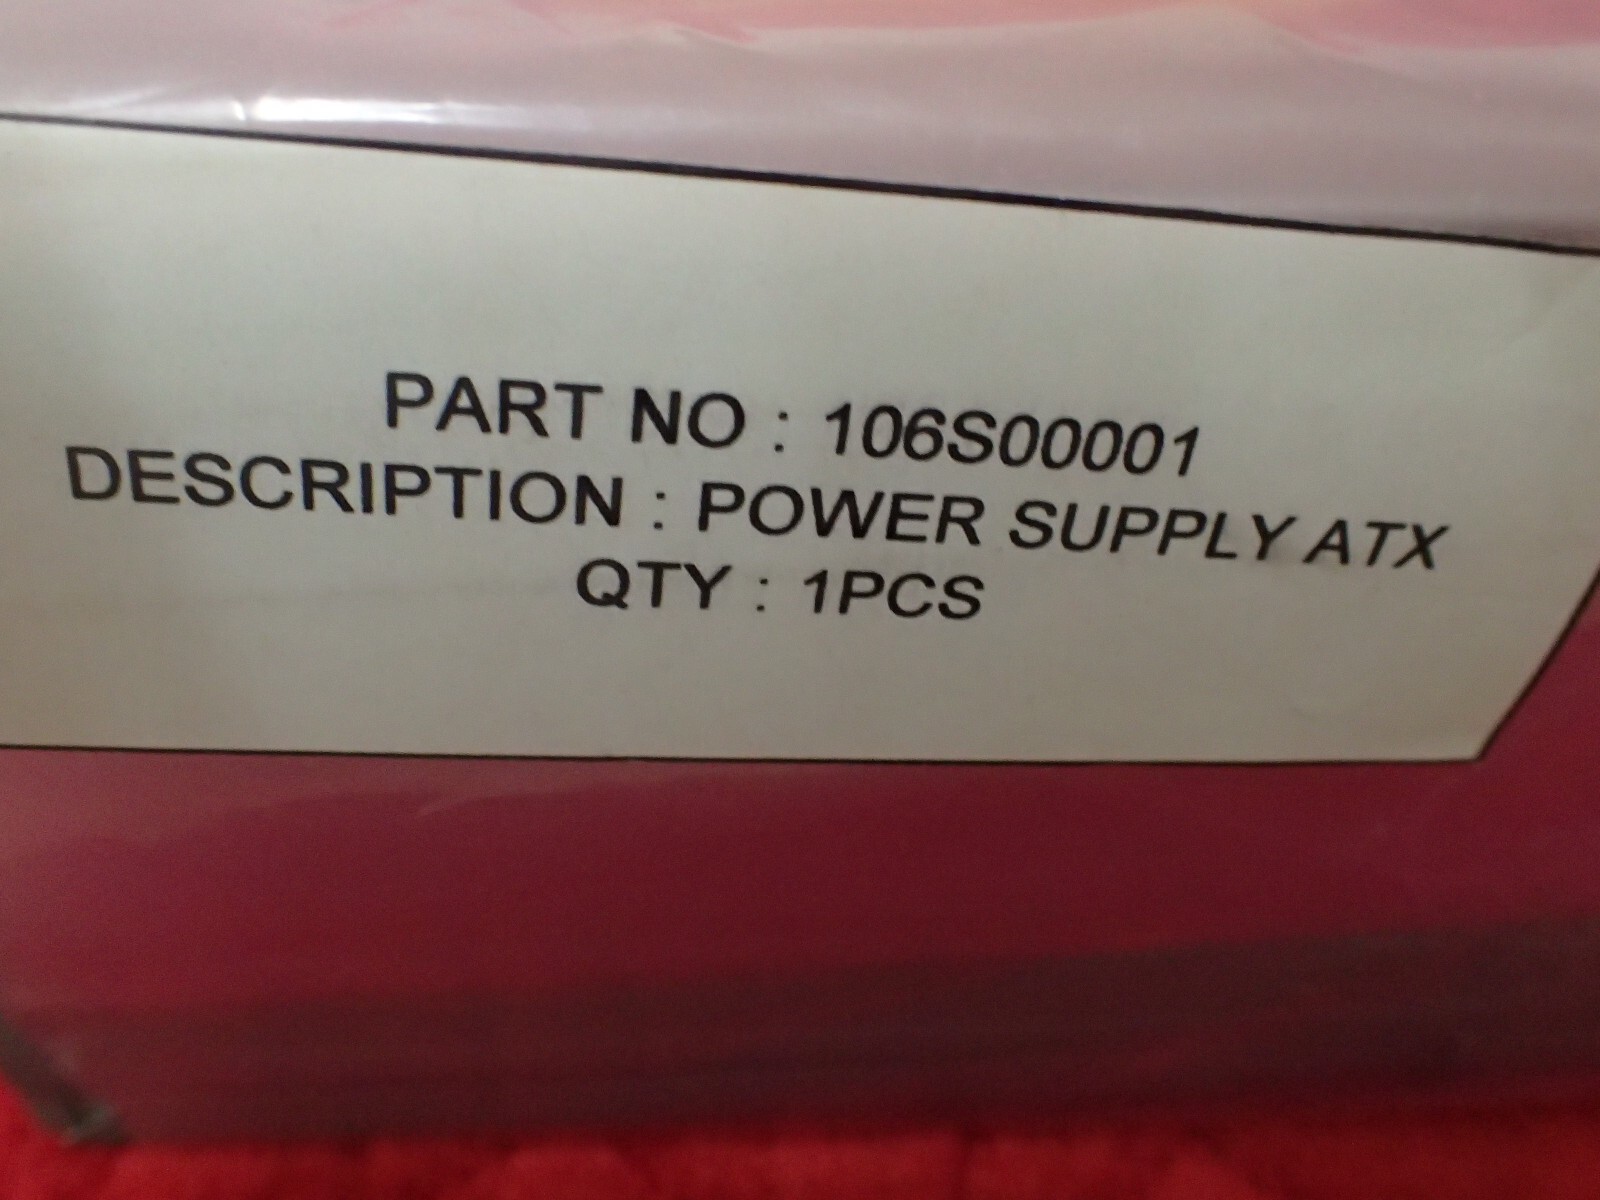 PART NO : 106S00001
DESCRIPTION : POWER SUPPLY ATX
QTY : 1PCS